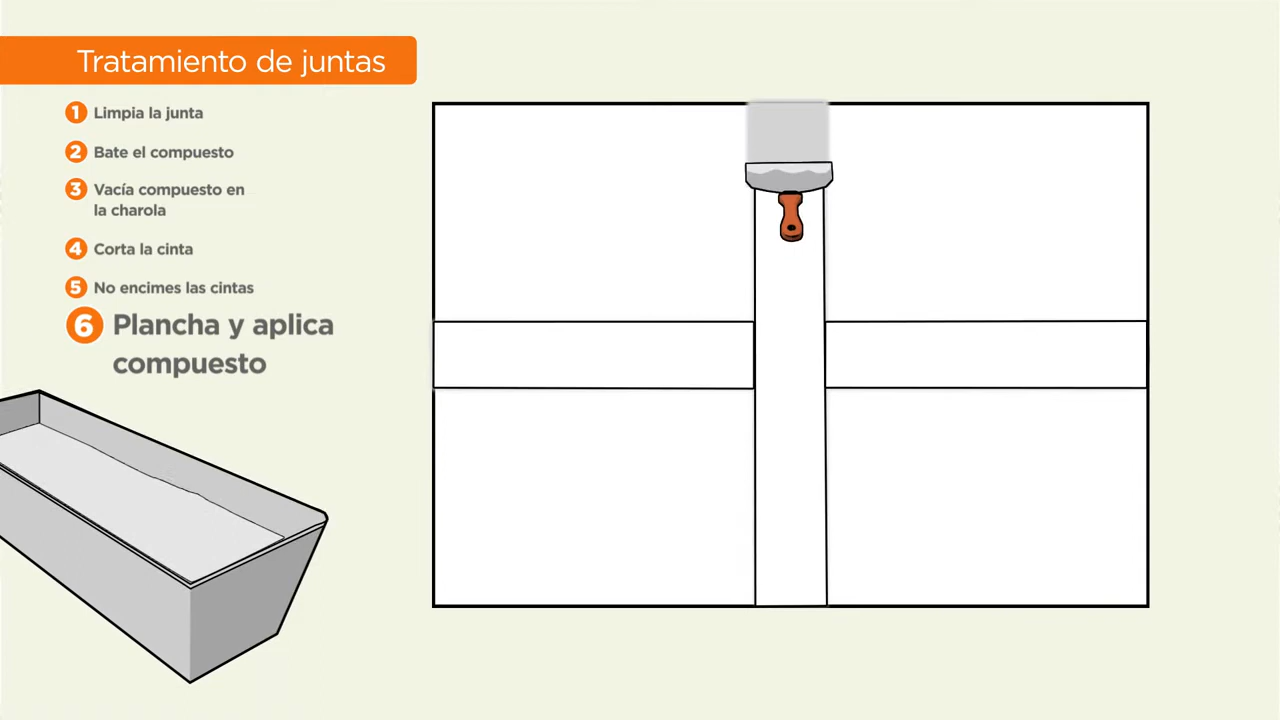 Tratamiento de juntas
1 Limpia la junta
2 Bate el compuesto
3 Vacía compuesto en
la charola
4 Corta la cinta
5 No encimes las cintas
6 Plancha y aplica
compuesto